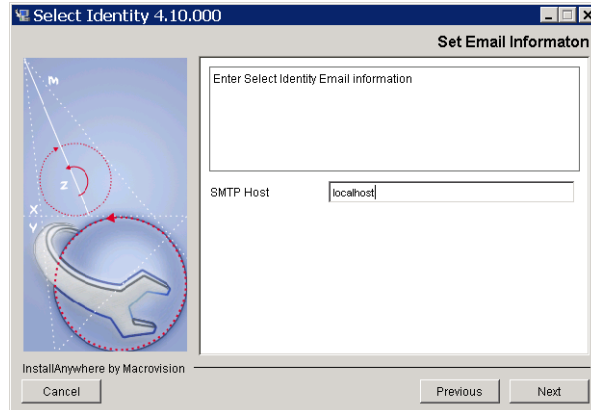 Select Identity 4.10.000
Set Email Informaton
Enter Select Identity Email information
SMTP Host localhost
M
Z
X
Y
InstallAnywhere by Macrovision
Cancel Previous Next